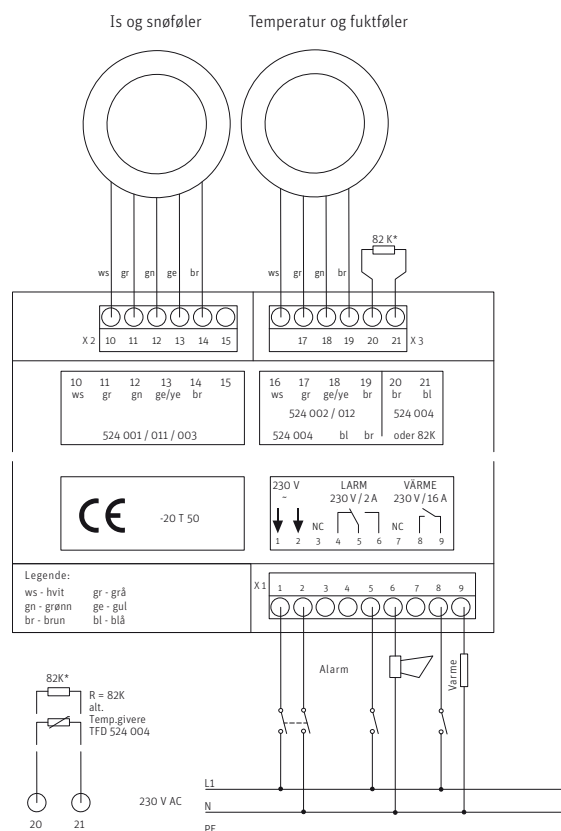 Is og snøføler Temperatur og fuktføler
82 K*
ws gr gn ge br ws gr gn br
X 2 10 11 12 13 14 15 17 18 19 20 21 X 3
10 11 12 13 14 15
ws gr gn ge/ye br
524 001 / 011 / 003
16 17 18 19 20 21
ws gr ge/ye br br bl
524 002 / 012 524 004
524 004 bl br oder 82K
CE -20 T 50
230 V LARM VÄRME
~ 230 V / 2 A 230 V / 16 A
NC NC
1 2 3 4 5 6 7 8 9
Legende:
ws - hvit gr - grå
gn - grønn ge - gul
br - brun bl - blå
X 1 1 2 3 4 5 6 7 8 9
Alarm
Varme
82K*
R = 82K
alt.
Temp.givere
TFD 524 004
20 21
230 V AC
L1
N
PE